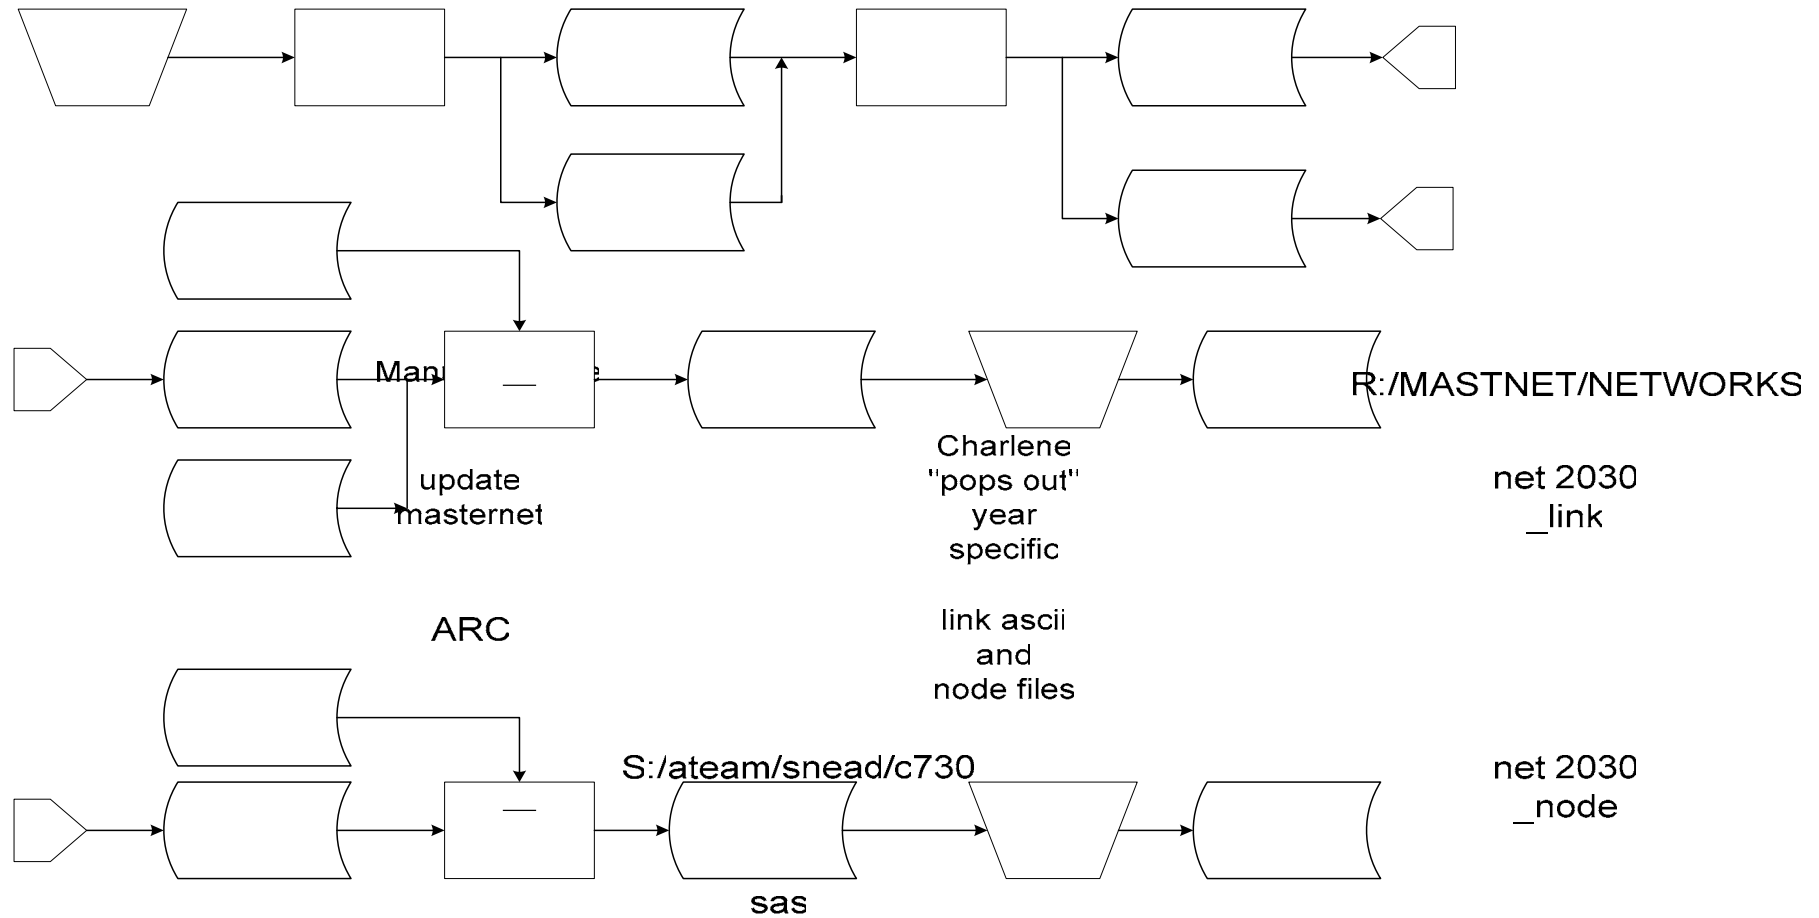 R:/MASTNET/NETWORKS
Charlene
"pops out"
year
specific
update
masternet
net 2030
_link
ARC
link ascii
and
node files
S:/ateam/snead/c730
net 2030
_node
sas